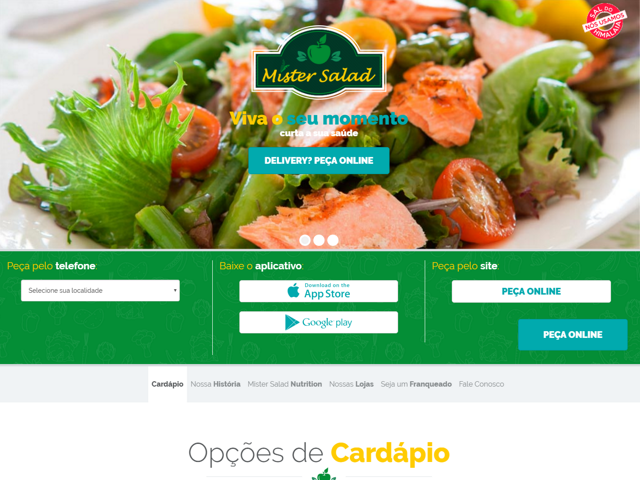 SAL DO
NÓS USAMOS
HIMALAIA
Mister Salad
Viva o seu momento
curta a sua saúde
DELIVERY? PEÇA ONLINE
Peça pelo telefone:
Selecione sua localidade
Baixe o aplicativo:
Download on the
App Store
Google play
Peça pelo site:
PEÇA ONLINE
PEÇA ONLINE
Cardápio Nossa História Mister Salad Nutrition Nossas Lojas Seja um Franqueado Fale Conosco
Opções de Cardápio